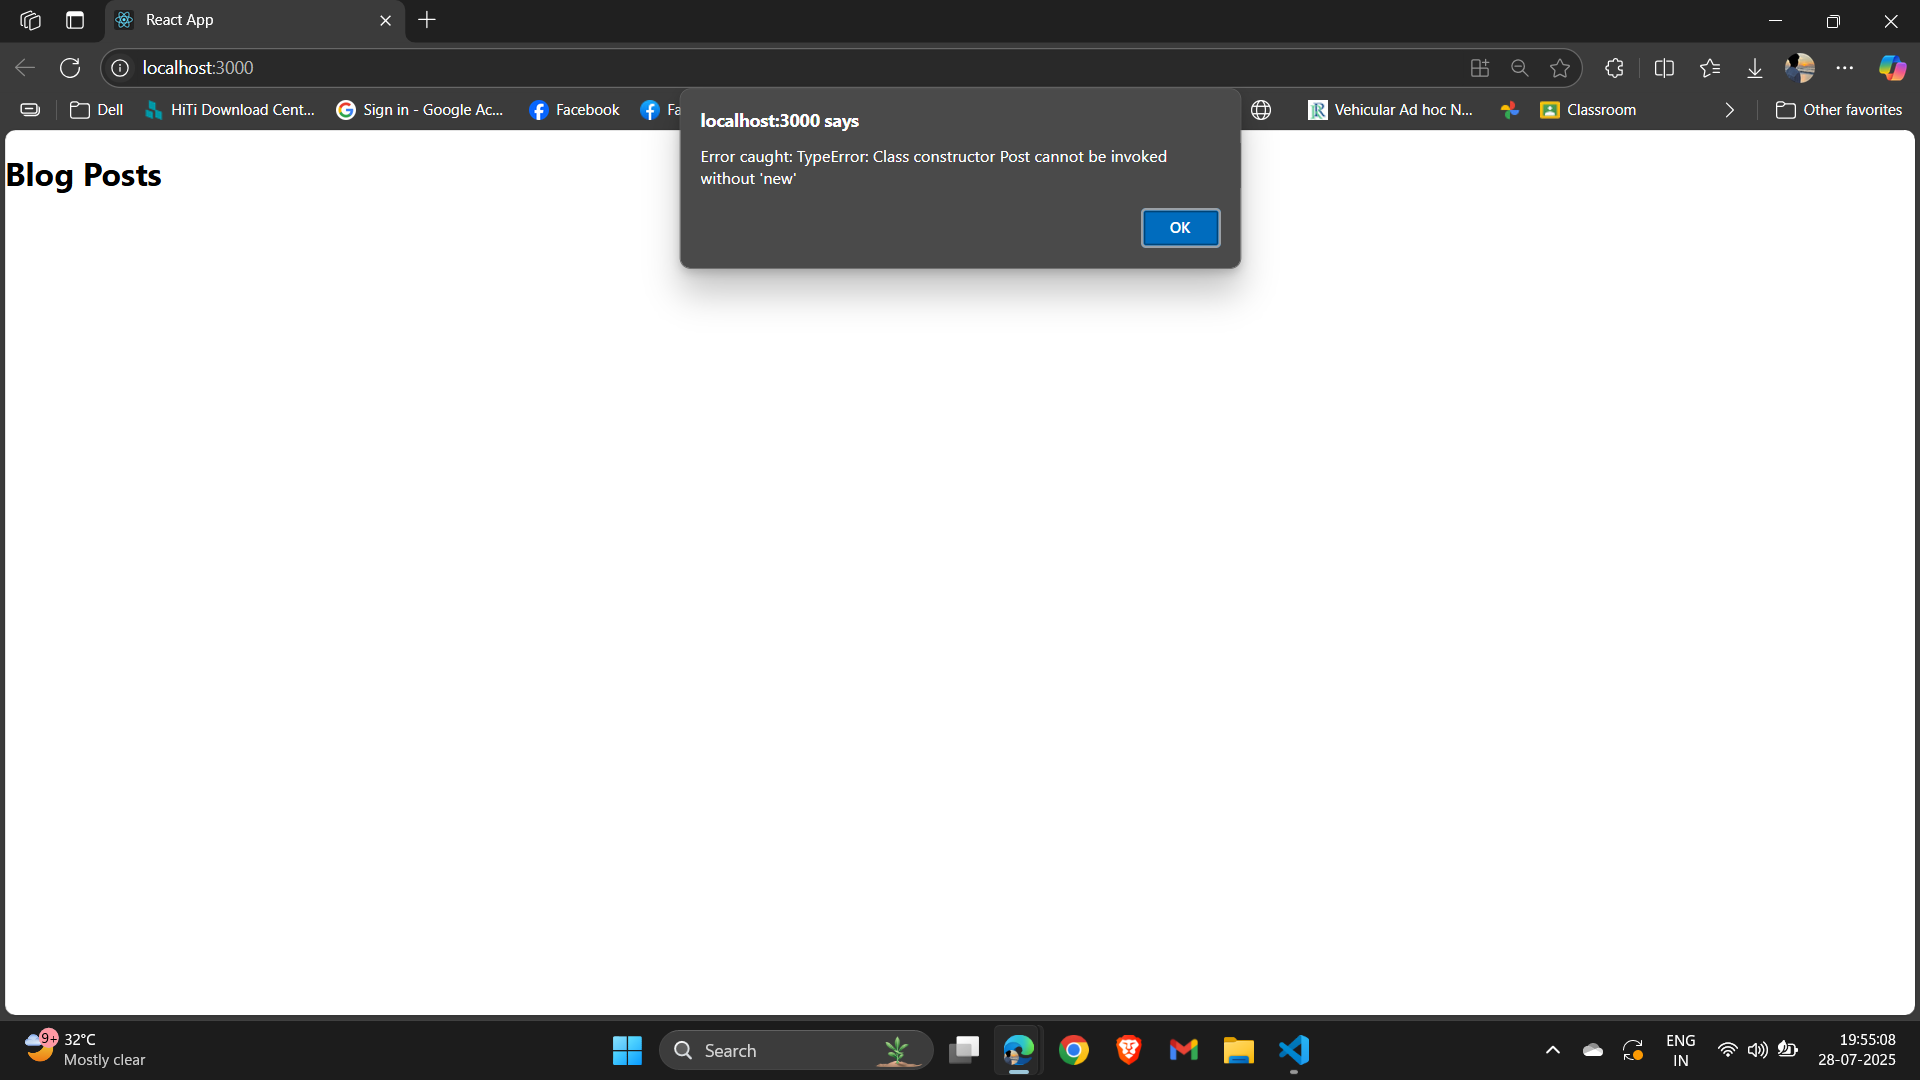 React App
localhost:3000
Dell
HiTi Download Cent...
Sign in - Google Ac...
Facebook
Fa
Vehicular Ad hoc N...
Classroom
Other favorites
localhost:3000 says
Error caught: TypeError: Class constructor Post cannot be invoked
without 'new'
OK
Blog Posts
9+
32°C
Mostly clear
Search
ENG
IN
19:55:08
28-07-2025